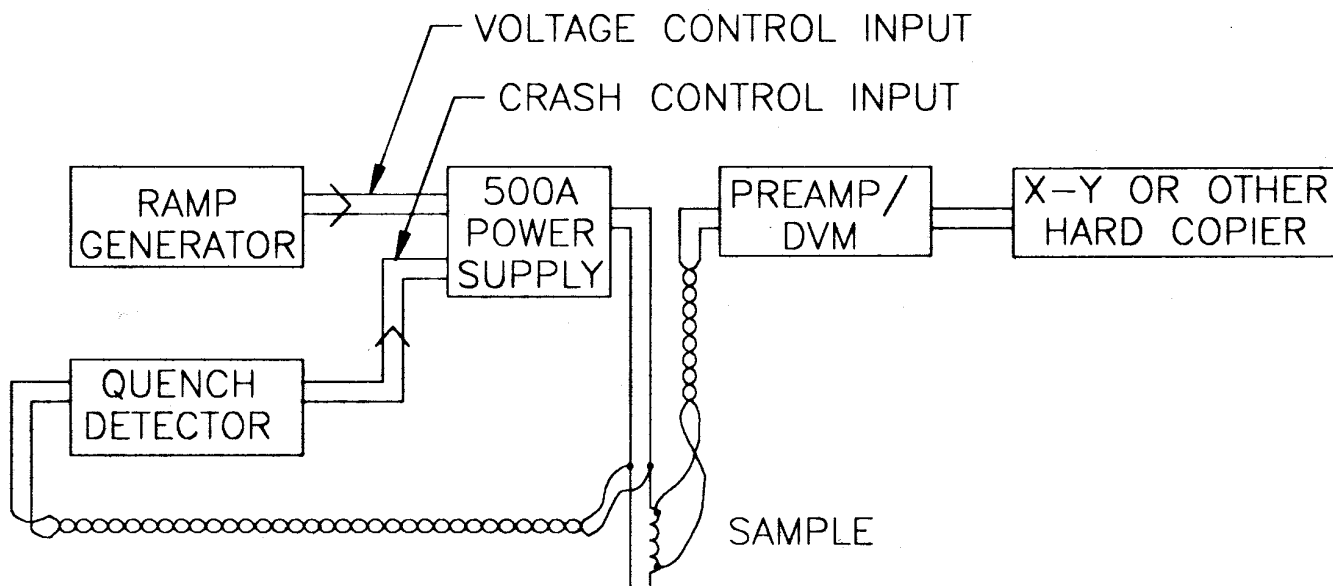 VOLTAGE CONTROL INPUT
CRASH CONTROL INPUT
RAMP
GENERATOR
500A
POWER
SUPPLY
PREAMP/
DVM
X-Y OR OTHER
HARD COPIER
QUENCH
DETECTOR
SAMPLE